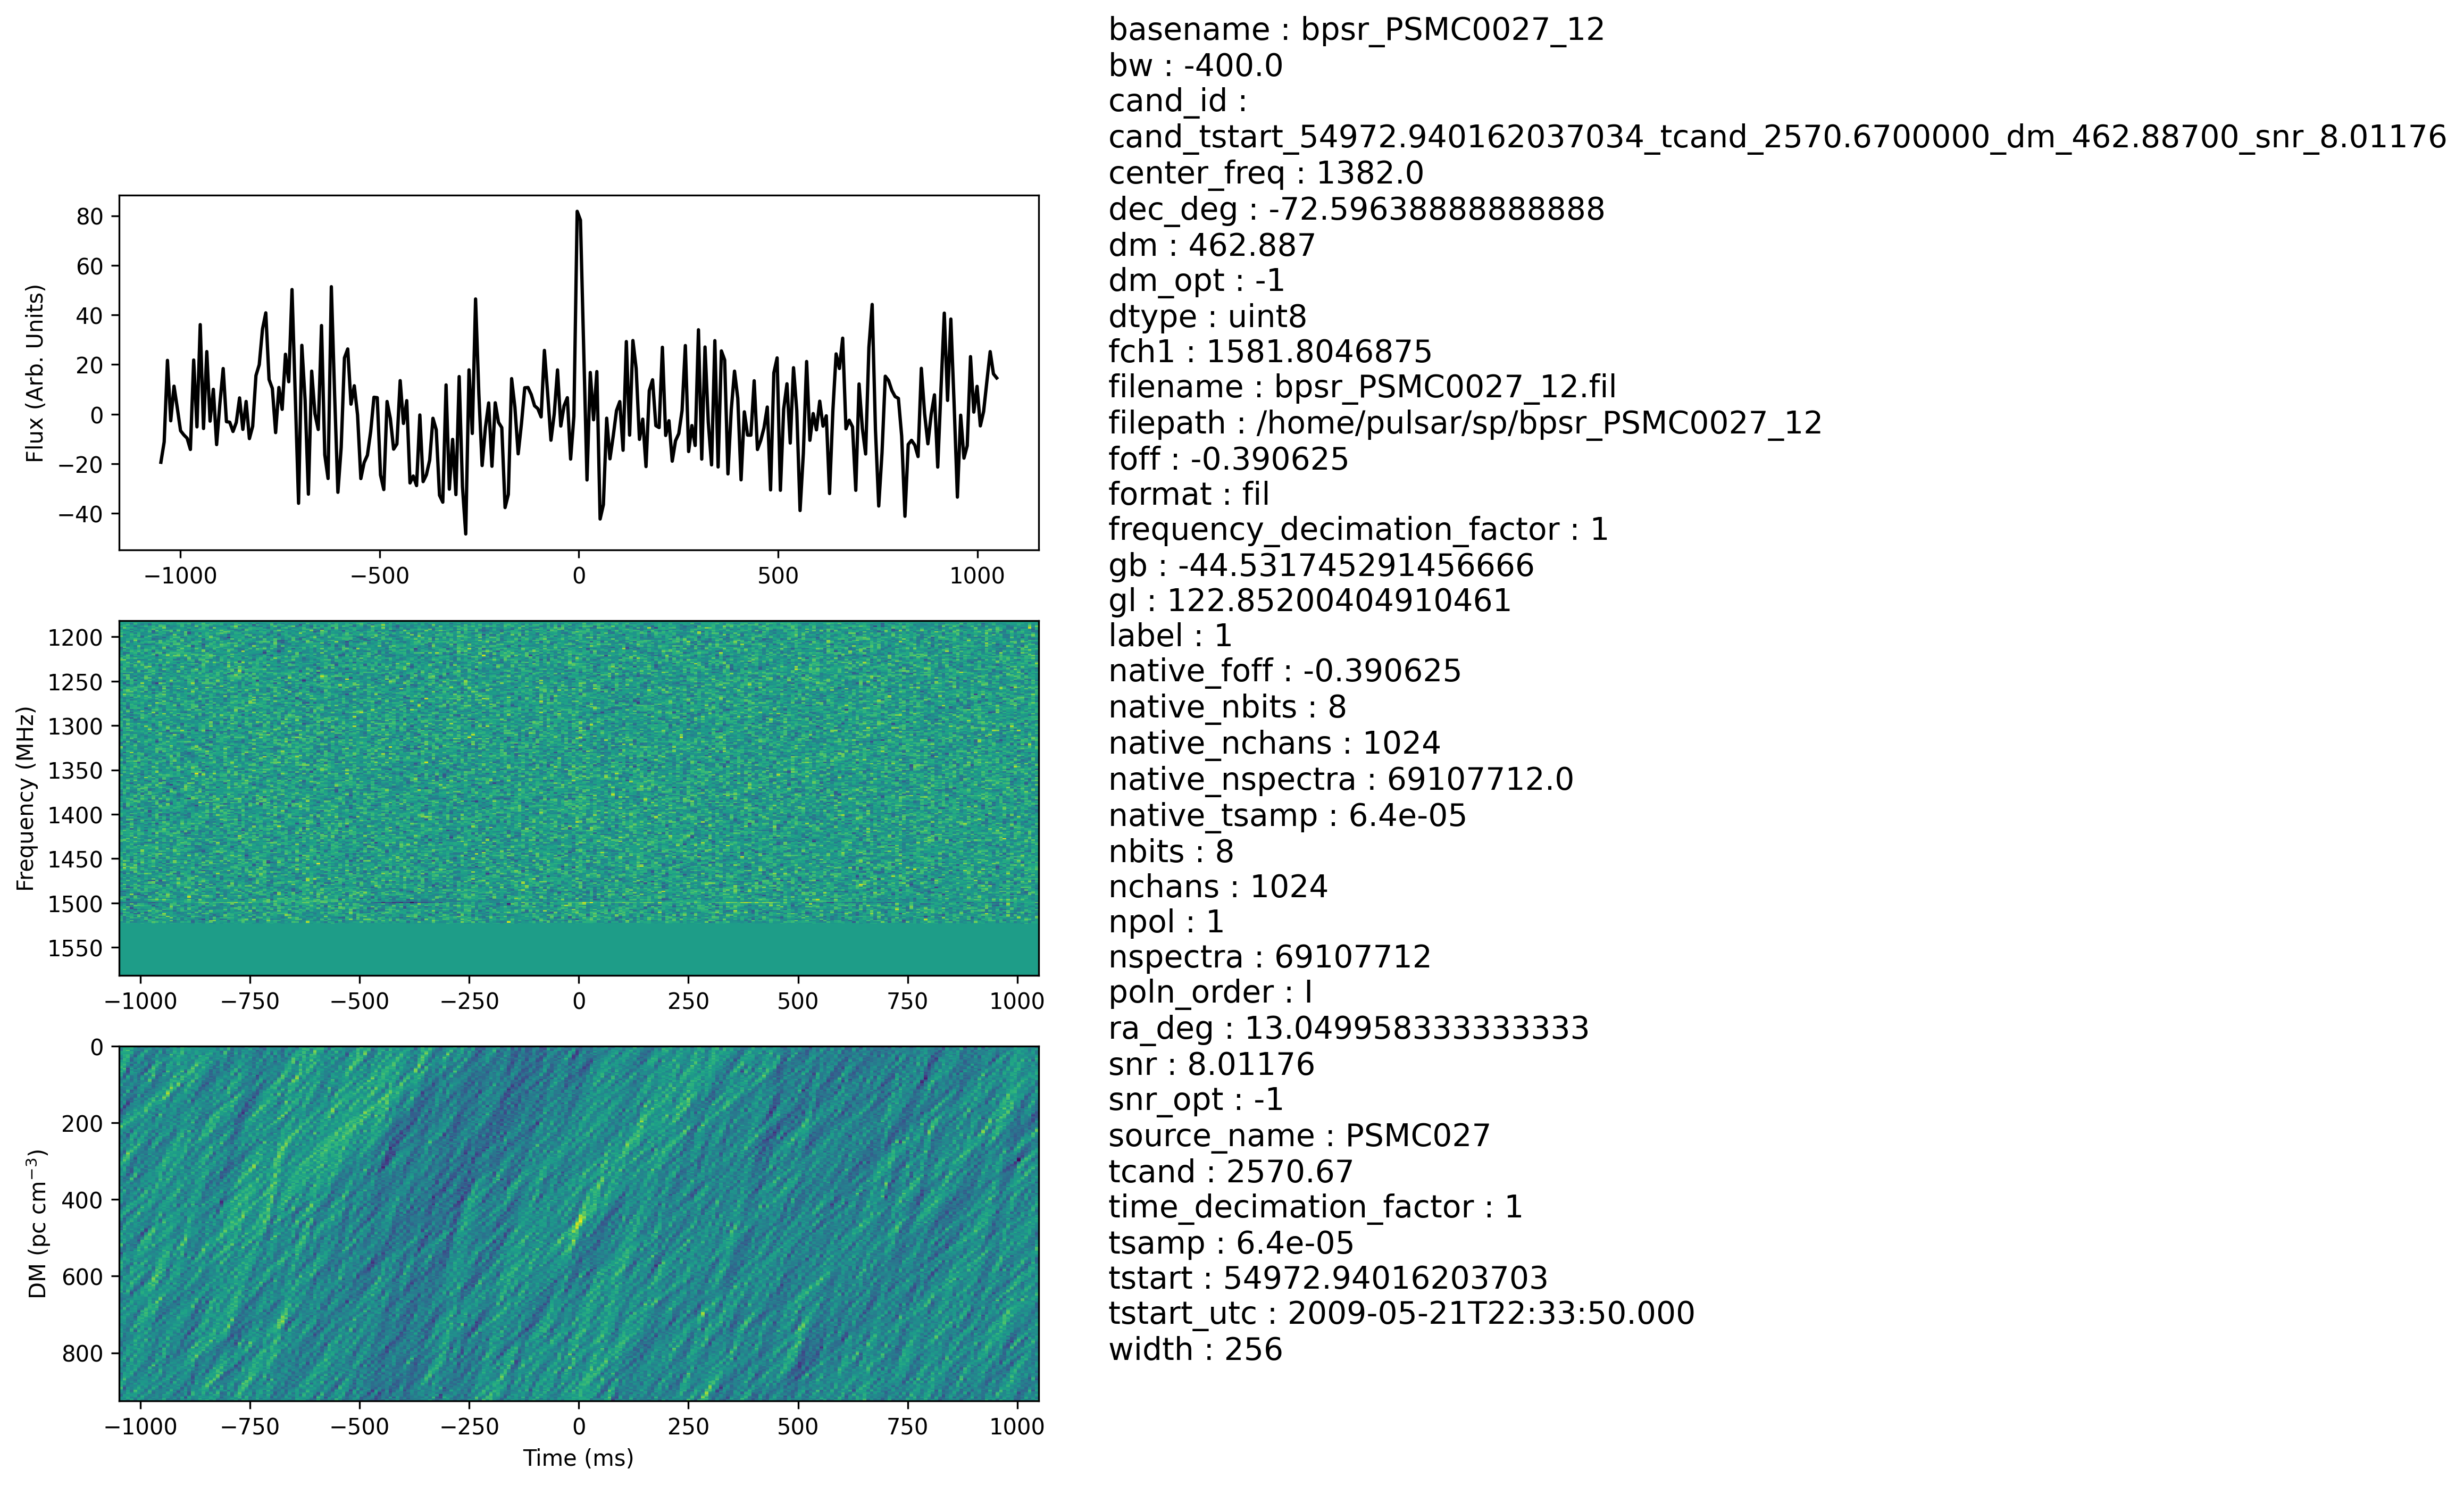 basename : bpsr_PSMC0027_12
bw : -400.0
cand_id :
cand_tstart_54972.940162037034_tcand_2570.6700000_dm_462.88700_snr_8.01176
center_freq : 1382.0
dec_deg : -72.59638888888888
dm : 462.887
dm_opt : -1
dtype : uint8
fch1 : 1581.8046875
filename : bpsr_PSMC0027_12.fil
filepath : /home/pulsar/sp/bpsr_PSMC0027_12
foff : -0.390625
format : fil
frequency_decimation_factor : 1
gb : -44.531745291456666
gl : 122.85200404910461
label : 1
native_foff : -0.390625
native_nbits : 8
native_nchans : 1024
native_nspectra : 69107712.0
native_tsamp : 6.4e-05
nbits : 8
nchans : 1024
npol : 1
nspectra : 69107712
poln_order : I
ra_deg : 13.049958333333333
snr : 8.01176
snr_opt : -1
source_name : PSMC027
tcand : 2570.67
time_decimation_factor : 1
tsamp : 6.4e-05
tstart : 54972.94016203703
tstart_utc : 2009-05-21T22:33:50.000
width : 256
Flux (Arb. Units)
80
60
40
20
0
−20
−40
−1000 −500 0 500 1000
Frequency (MHz)
1200
1250
1300
1350
1400
1450
1500
1550
−1000 −750 −500 −250 0 250 500 750 1000
DM (pc cm⁻³)
0
200
400
600
800
−1000 −750 −500 −250 0 250 500 750 1000
Time (ms)